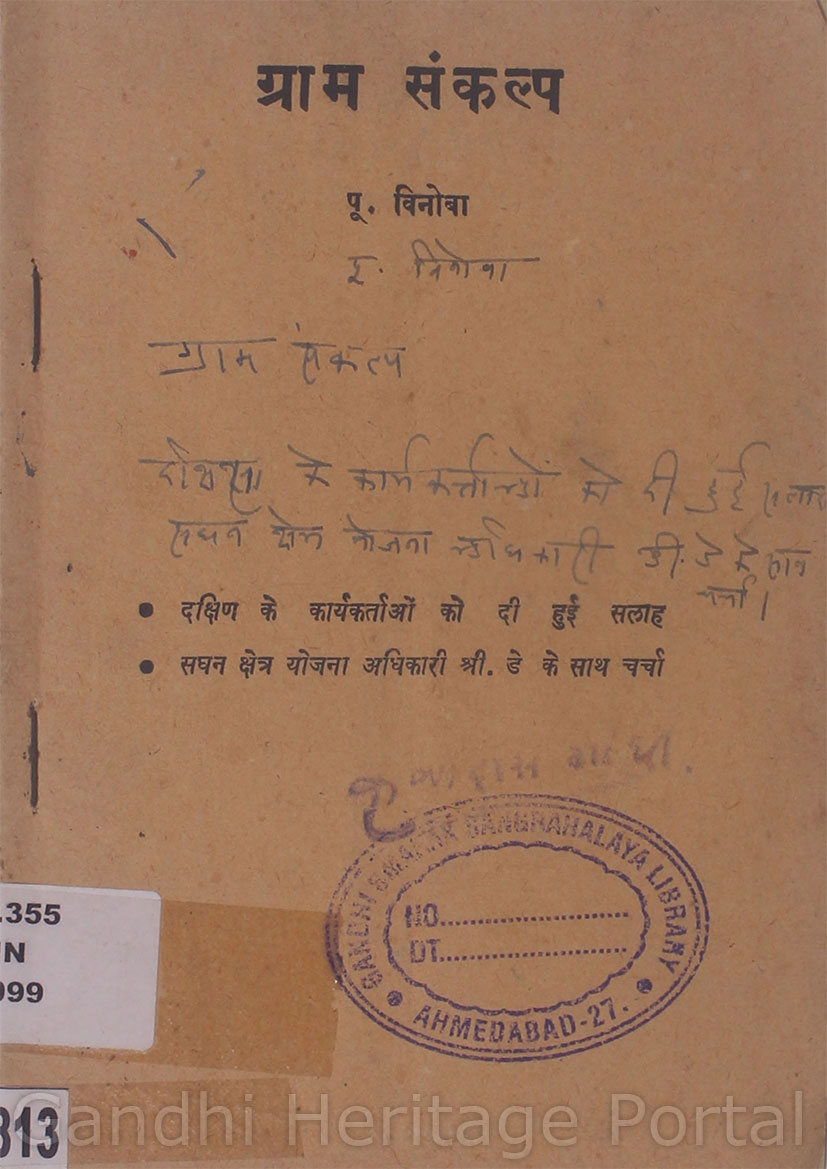 ग्राम संकल्प
पू. विनोबा
विनोबा
ग्राम संकल्प
के कार्यकर्ताओं को दी हुई सलाह
सघन क्षेत्र योजना अधिकारी डे के साथ
चर्चा।
• दक्षिण के कार्यकर्ताओं को दी हुई सलाह
• सघन क्षेत्र योजना अधिकारी श्री. डे के साथ चर्चा
GANDHI SMARAK SANGRAHALAYA LIBRARY
NO.
DT.
AHMEDABAD-27.
.355
UN
999
313
Gandhi Heritage Portal